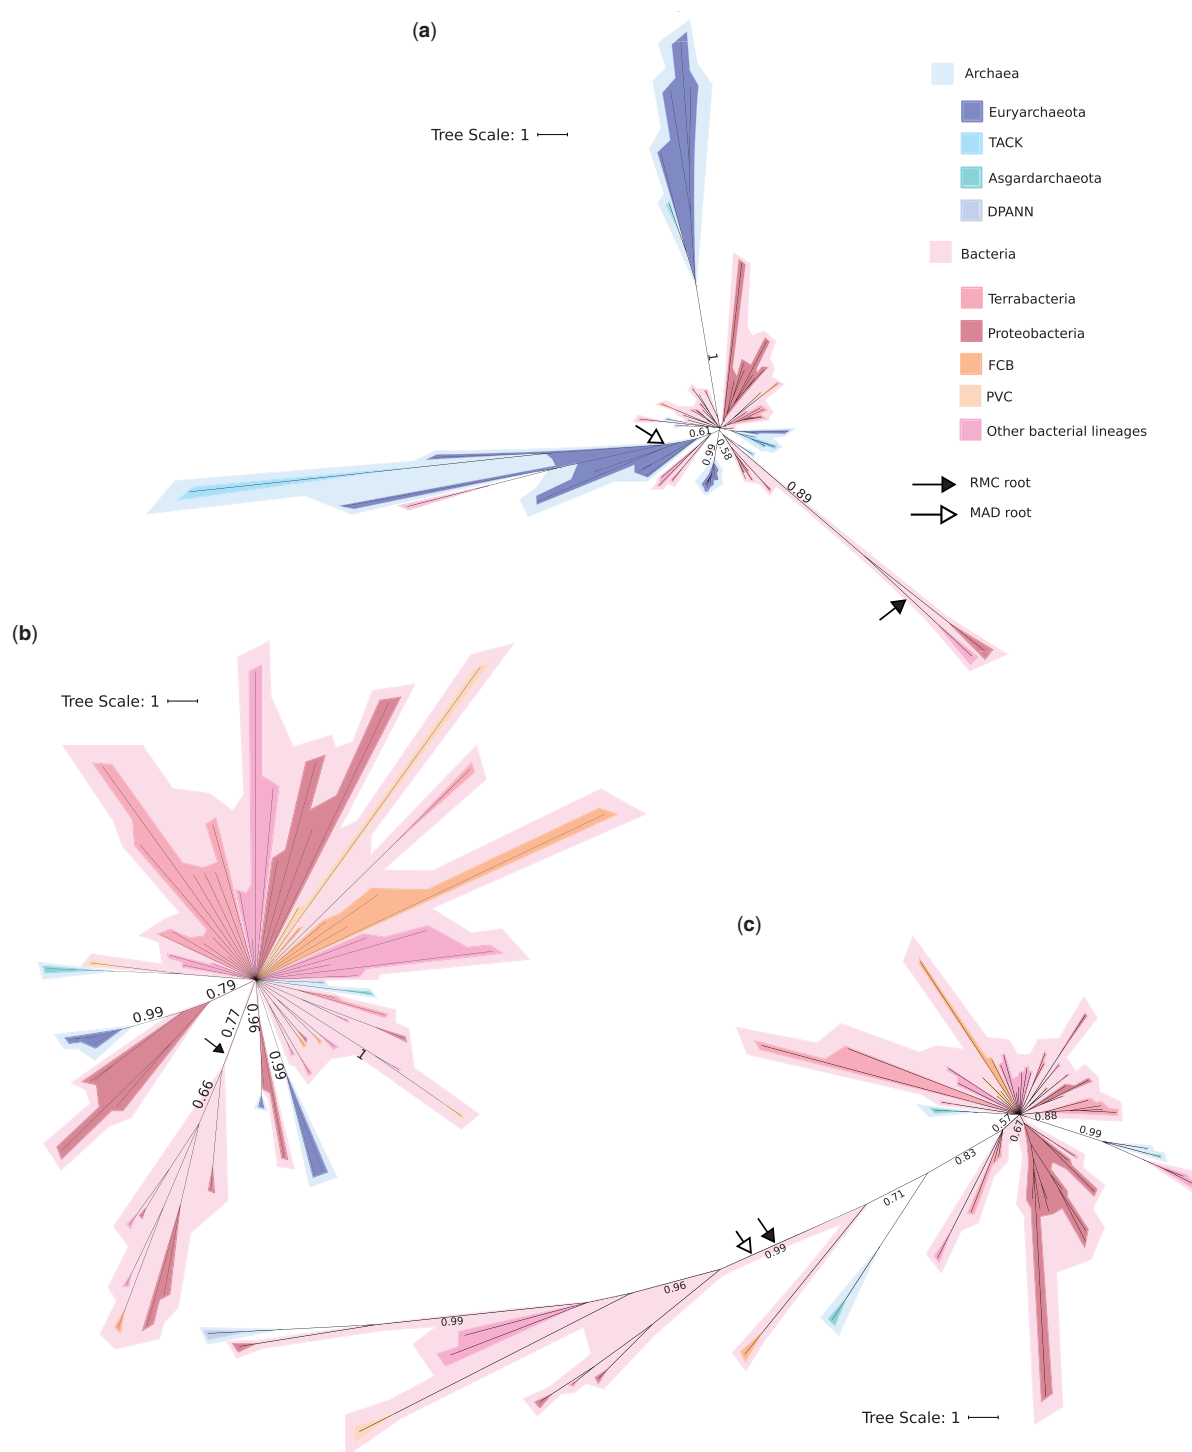 (a)
Tree Scale: 1
Archaea
Euryarchaeota
TACK
Asgardarchaeota
DPANN
Bacteria
Terrabacteria
Proteobacteria
FCB
PVC
Other bacterial lineages
RMC root
MAD root
1
0.61
0.99
0.58
0.89
(b)
Tree Scale: 1
0.79
0.99
0.77
0.96
0.99
0.66
1
(c)
0.57
0.88
0.67
0.99
0.83
0.71
0.99
0.96
0.99
Tree Scale: 1